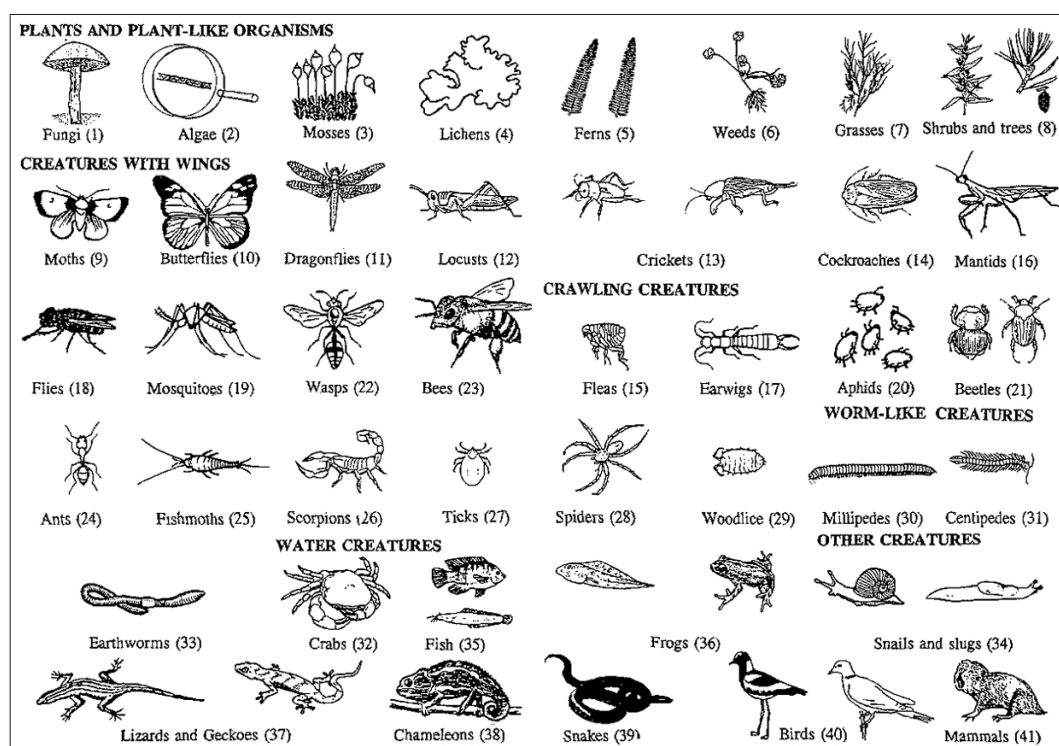 PLANTS AND PLANT-LIKE ORGANISMS
Fungi (1) Algae (2) Mosses (3) Lichens (4) Ferns (5) Weeds (6) Grasses (7) Shrubs and trees (8)
CREATURES WITH WINGS
Moths (9) Butterflies (10) Dragonflies (11) Locusts (12) Crickets (13) Cockroaches (14) Mantids (16)
CRAWLING CREATURES
Flies (18) Mosquitoes (19) Wasps (22) Bees (23) Fleas (15) Earwigs (17) Aphids (20) Beetles (21)
WORM-LIKE CREATURES
Ants (24) Fishmoths (25) Scorpions (26) Ticks (27) Spiders (28) Woodlice (29) Millipedes (30) Centipedes (31)
WATER CREATURES OTHER CREATURES
Earthworms (33) Crabs (32) Fish (35) Frogs (36) Snails and slugs (34)
Lizards and Geckoes (37) Chameleons (38) Snakes (39) Birds (40) Mammals (41)